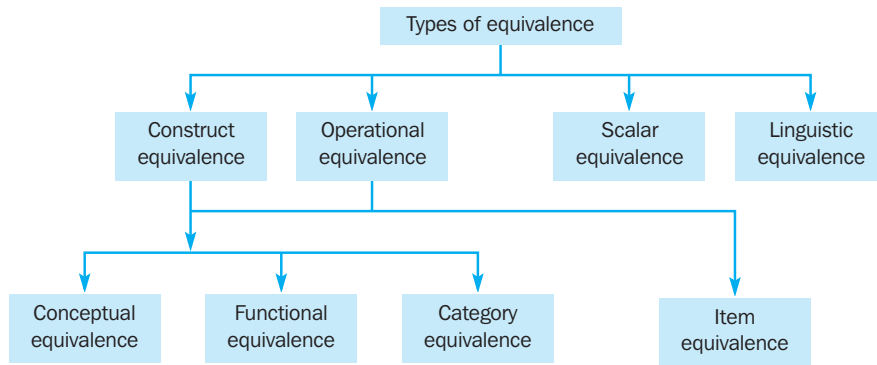 Types of equivalence
Construct
equivalence
Operational
equivalence
Scalar
equivalence
Linguistic
equivalence
Conceptual
equivalence
Functional
equivalence
Category
equivalence
Item
equivalence